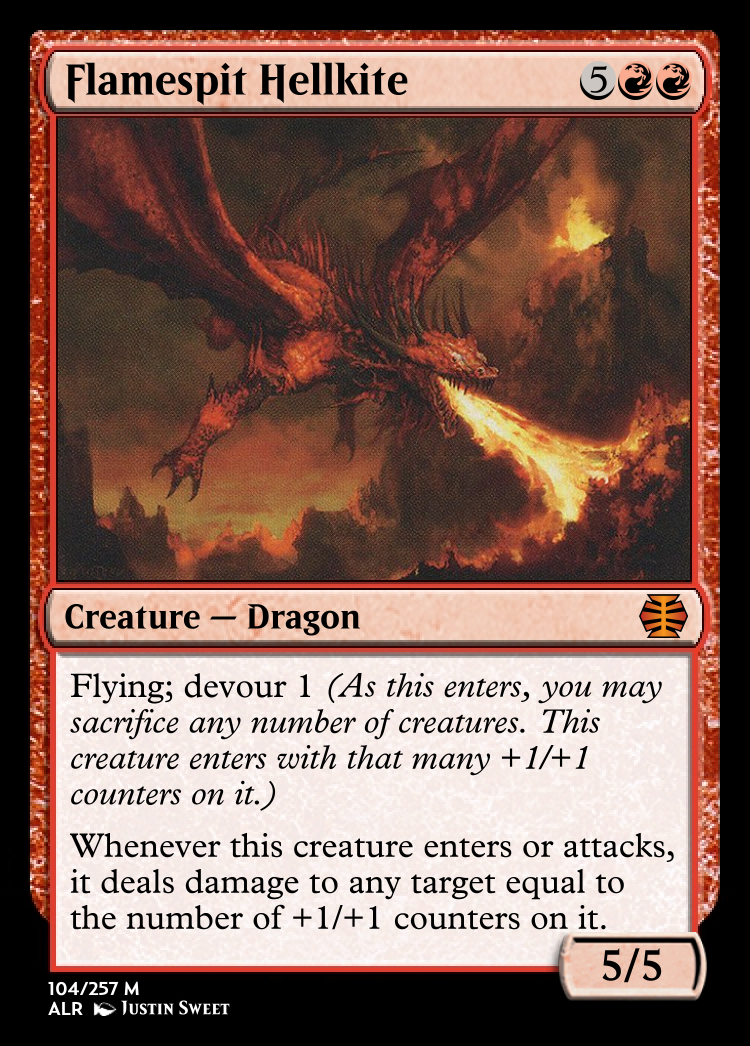 Flamespit Hellkite 5
Creature — Dragon
Flying; devour 1 (As this enters, you may
sacrifice any number of creatures. This
creature enters with that many +1/+1
counters on it.)
Whenever this creature enters or attacks,
it deals damage to any target equal to
the number of +1/+1 counters on it.
5/5
104/257 M
ALR Justin Sweet